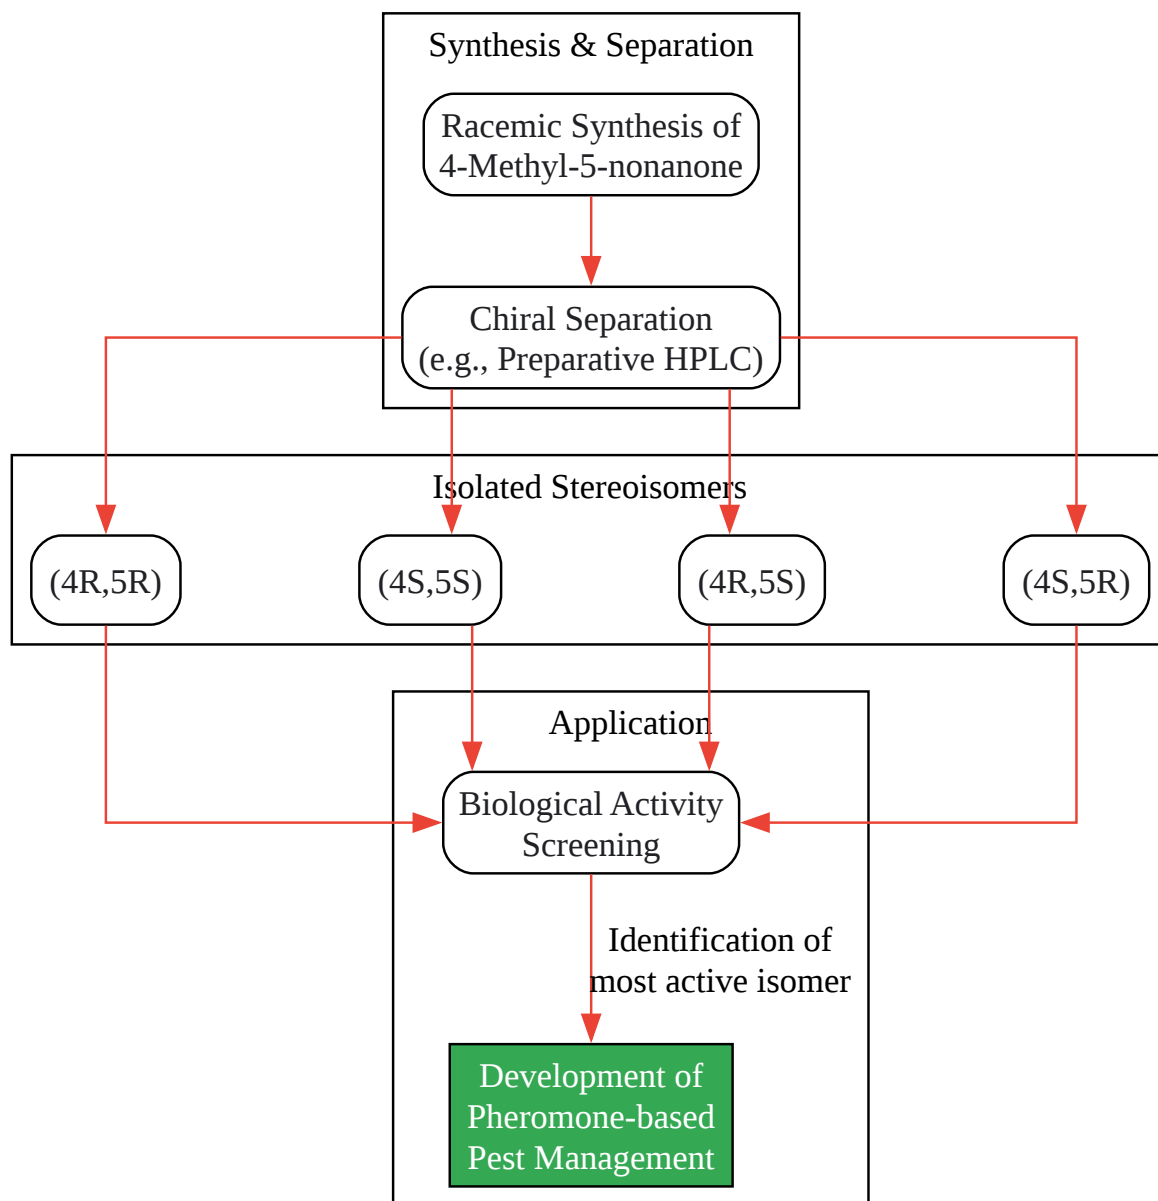 Synthesis & Separation
Racemic Synthesis of
4-Methyl-5-nonanone
Chiral Separation
(e.g., Preparative HPLC)
Isolated Stereoisomers
(4R,5R)
(4S,5S)
(4R,5S)
(4S,5R)
Application
Biological Activity
Screening
Identification of
most active isomer
Development of
Pheromone-based
Pest Management